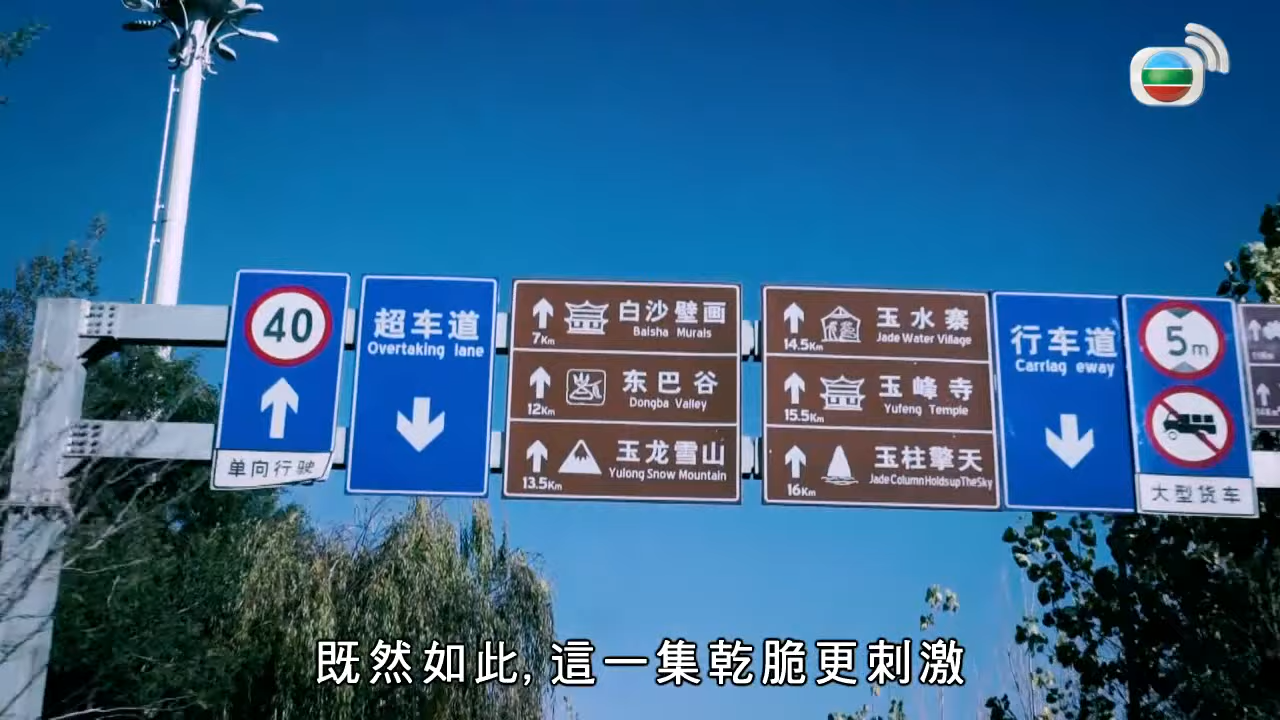 40
单向行驶
超车道
Overtaking lane
白沙壁画
Baisha Murals
7Km
东巴谷
Dongba Valley
12Km
玉龙雪山
Yulong Snow Mountain
13.5Km
玉水寨
Jade Water Village
14.5Km
玉峰寺
Yufeng Temple
15.5Km
玉柱擎天
Jade Column Holds up The Sky
16Km
行车道
Carriag eway
5m
大型货车
既然如此, 這一集乾脆更刺激